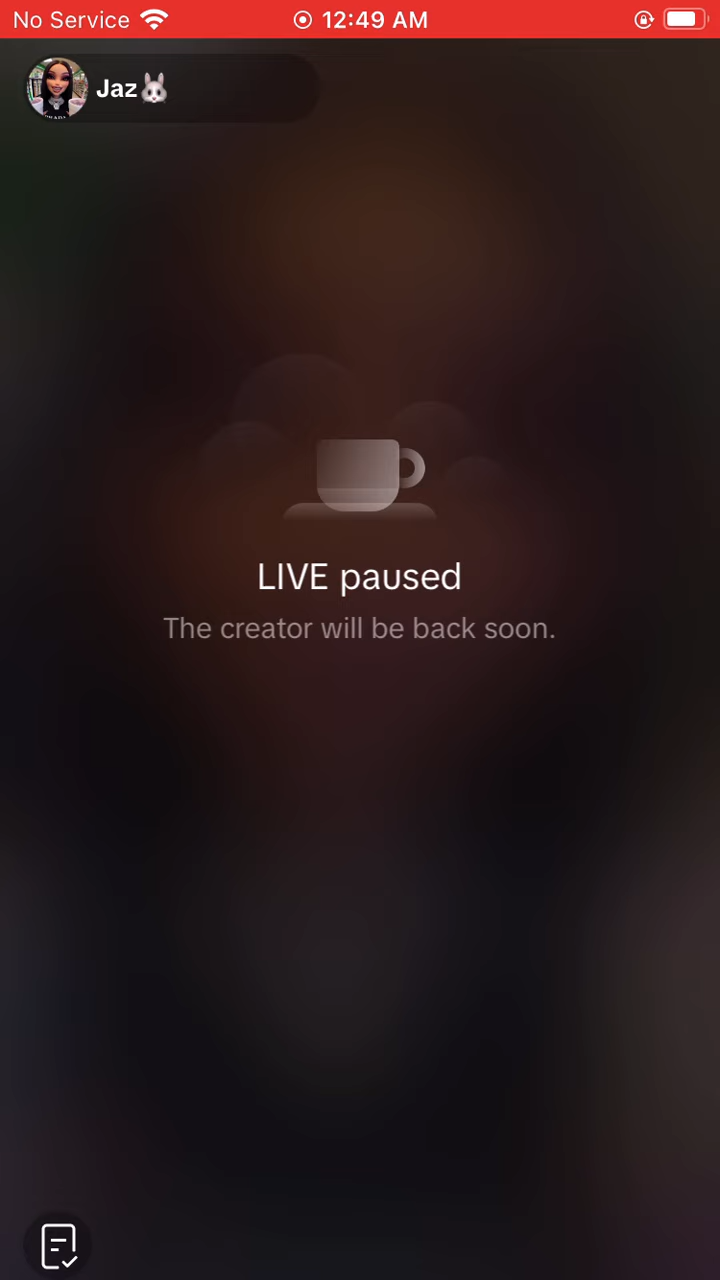 No Service 12:49 AM
Jaz🐰
LIVE paused
The creator will be back soon.